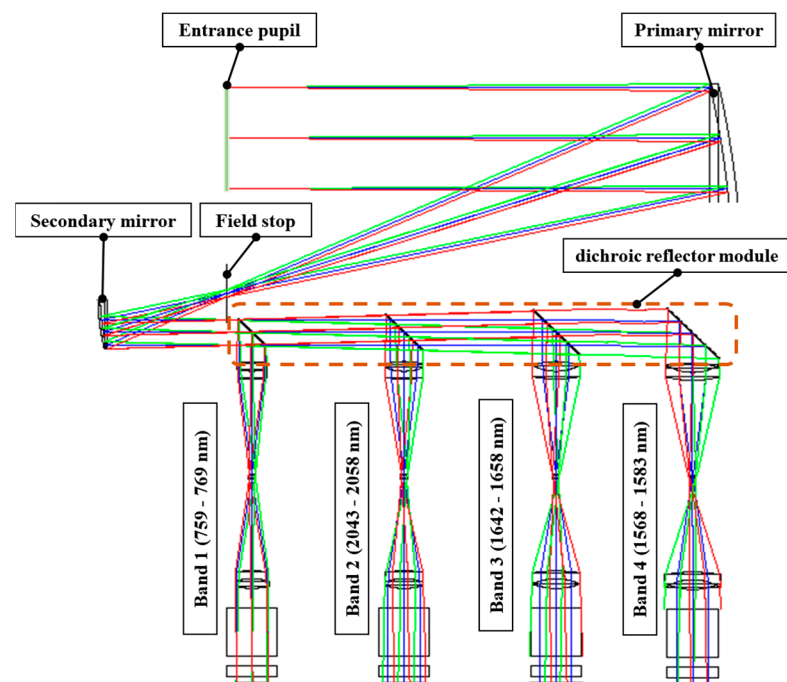 Entrance pupil
Primary mirror
Secondary mirror
Field stop
dichroic reflector module
Band 1 (759 - 769 nm)
Band 2 (2043 - 2058 nm)
Band 3 (1642 - 1658 nm)
Band 4 (1568 - 1583 nm)